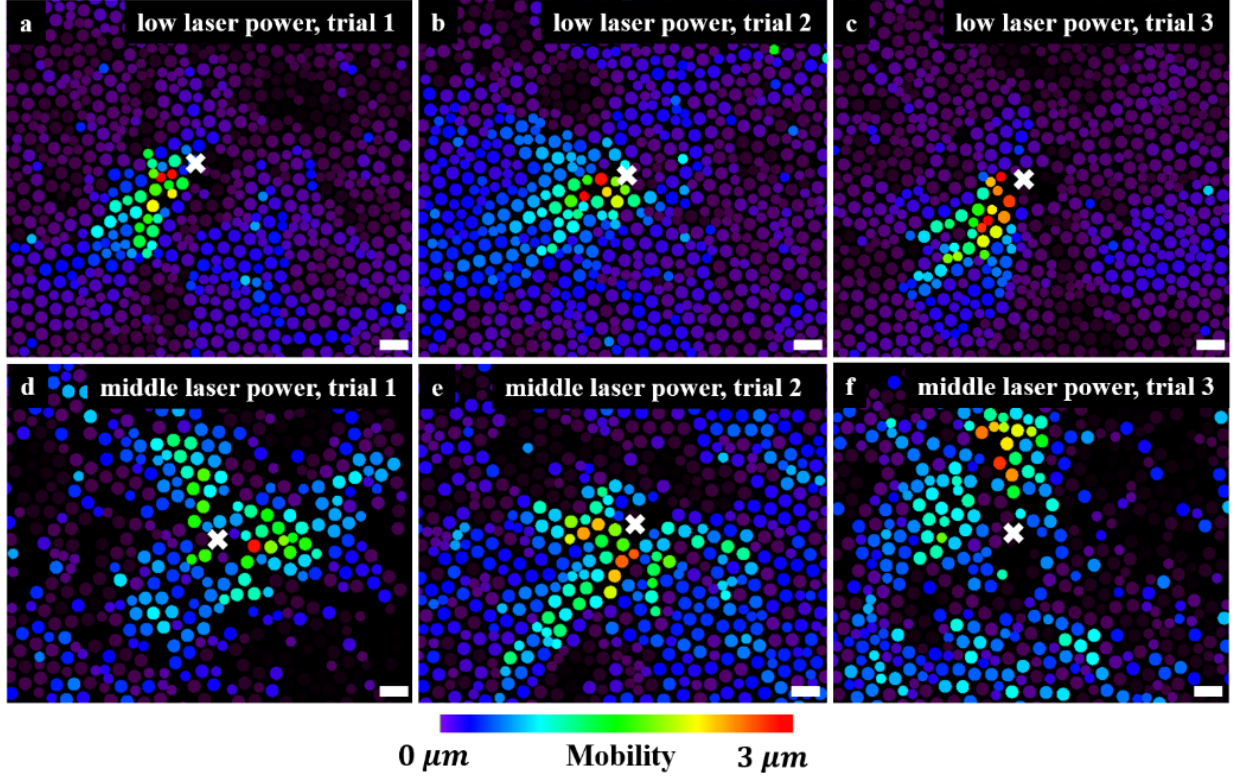 a low laser power, trial 1
b low laser power, trial 2
c low laser power, trial 3
d middle laser power, trial 1
e middle laser power, trial 2
f middle laser power, trial 3
0 μm Mobility 3 μm